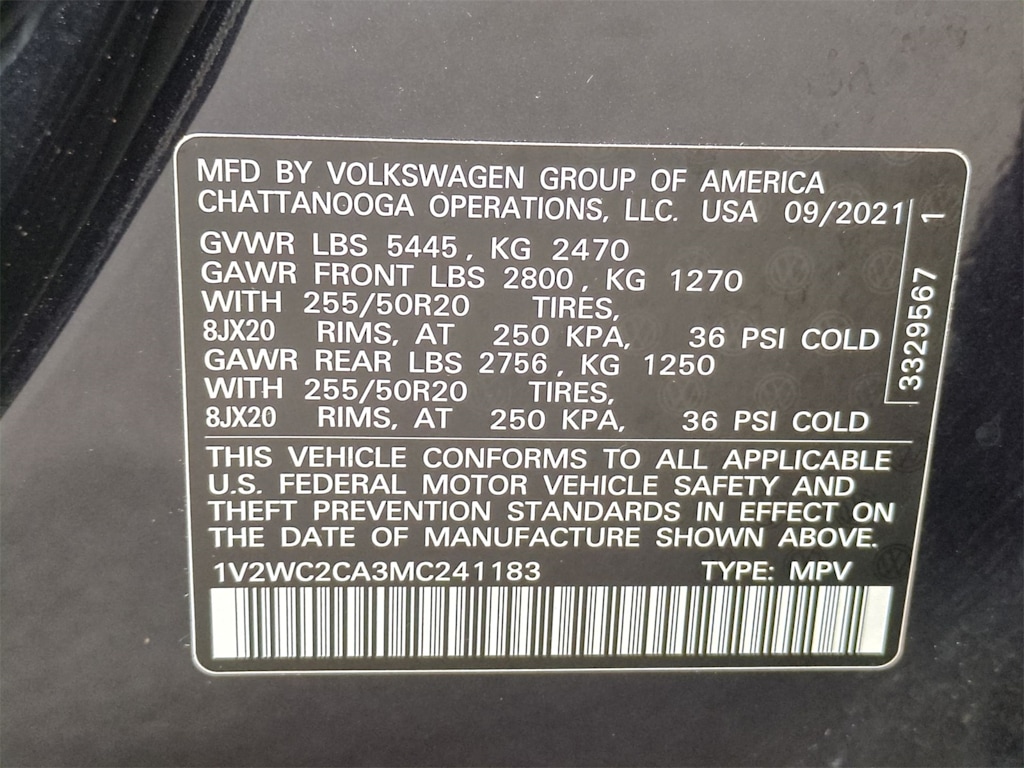 MFD BY VOLKSWAGEN GROUP OF AMERICA
CHATTANOOGA OPERATIONS, LLC. USA 09/2021
GVWR LBS 5445, KG 2470
GAWR FRONT LBS 2800, KG 1270
WITH 255/50R20 TIRES,
8JX20 RIMS, AT 250 KPA, 36 PSI COLD
GAWR REAR LBS 2756, KG 1250
WITH 255/50R20 TIRES,
8JX20 RIMS, AT 250 KPA, 36 PSI COLD
THIS VEHICLE CONFORMS TO ALL APPLICABLE
U.S. FEDERAL MOTOR VEHICLE SAFETY AND
THEFT PREVENTION STANDARDS IN EFFECT ON
THE DATE OF MANUFACTURE SHOWN ABOVE.
1V2WC2CA3MC241183 TYPE: MPV
3329567 1